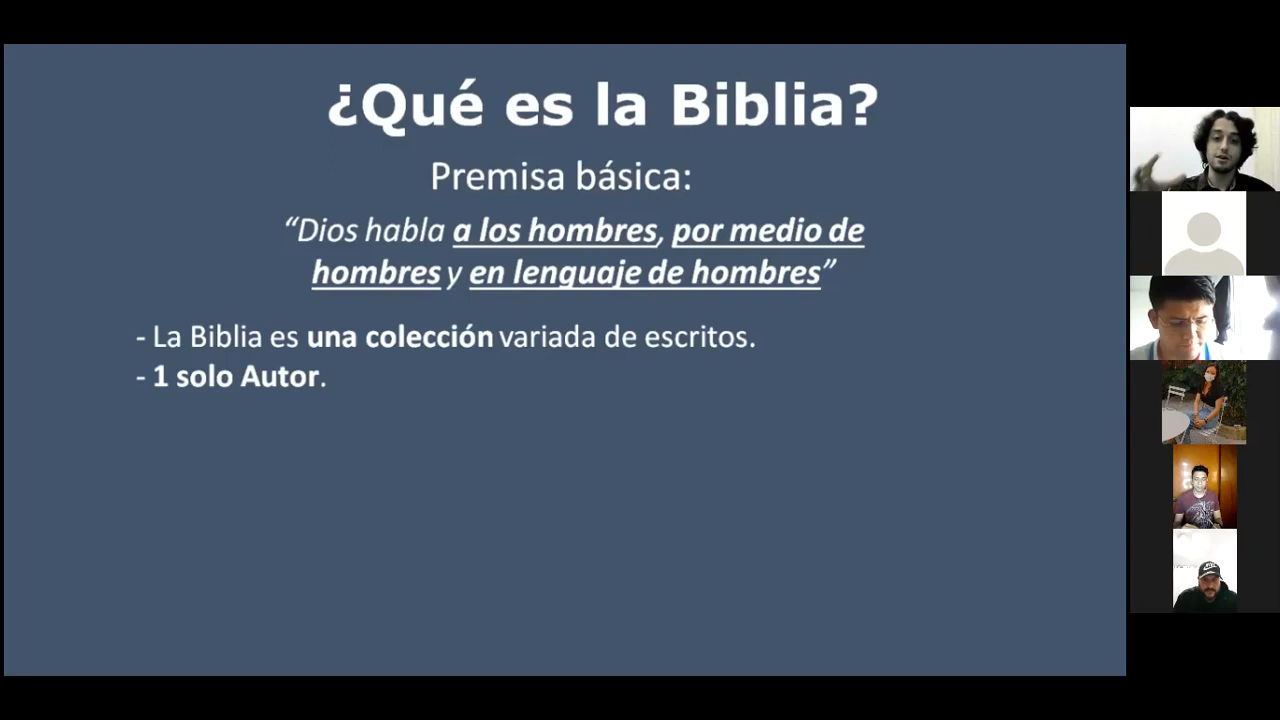 ¿Qué es la Biblia?
Premisa básica:
“Dios habla a los hombres, por medio de
hombres y en lenguaje de hombres”
- La Biblia es una colección variada de escritos.
- 1 solo Autor.